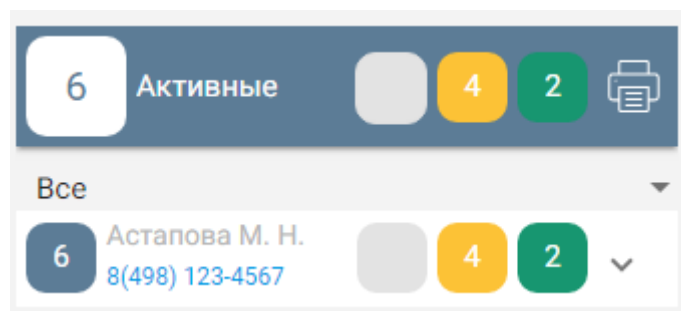 6 Активные 4 2
Все
6 Астапова М. Н. 4 2
8(498) 123-4567